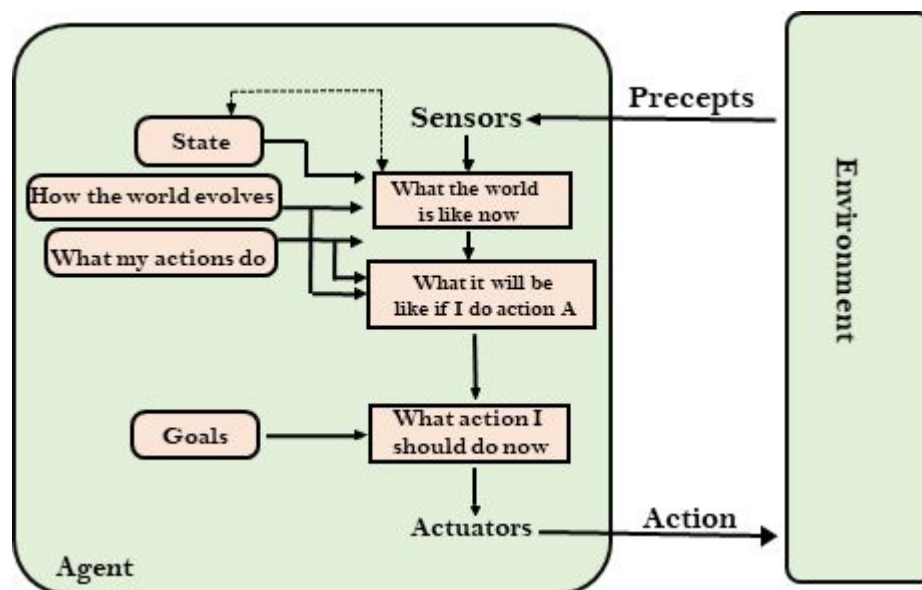 Precepts
Sensors
State
What the world
is like now
How the world evolves
What my actions do
What it will be
like if I do action A
Environment
What action I
should do now
Goals
Actuators
Action
Agent